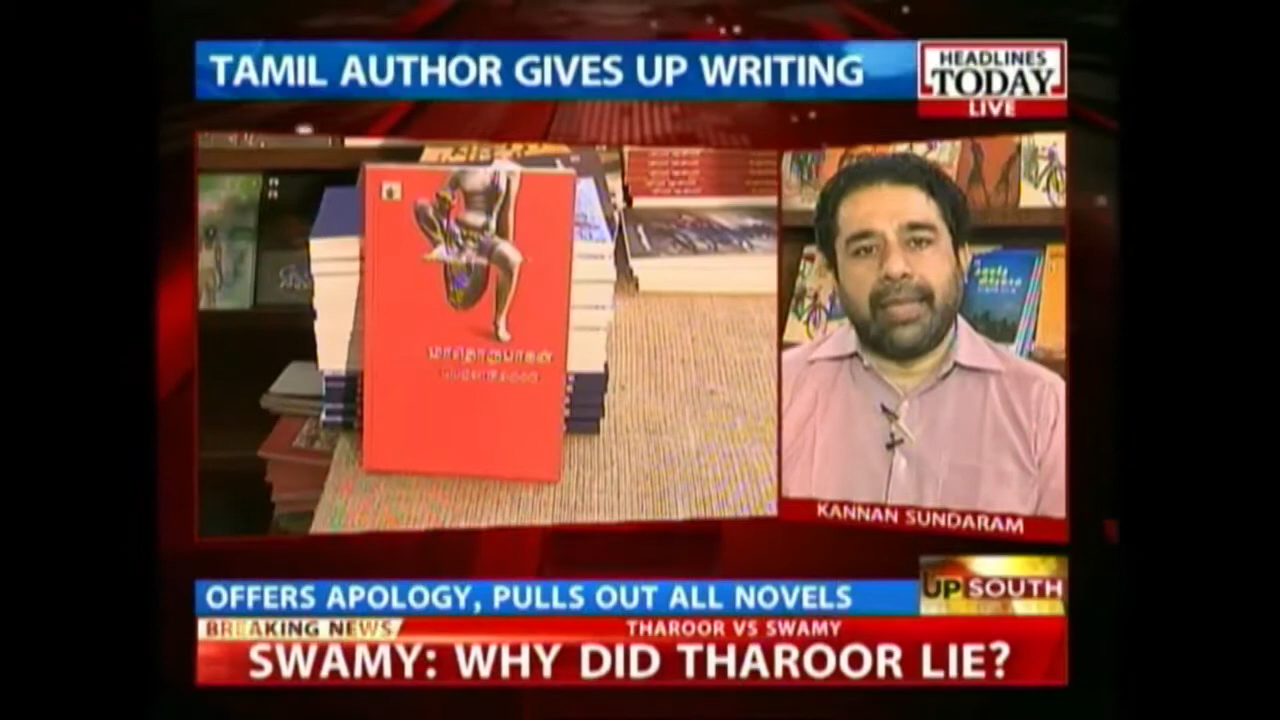 TAMIL AUTHOR GIVES UP WRITING
HEADLINES
TODAY
LIVE
மாதொருபாகன்
KANNAN SUNDARAM
OFFERS APOLOGY, PULLS OUT ALL NOVELS
UP SOUTH
BREAKING NEWS
THAROOR VS SWAMY
SWAMY: WHY DID THAROOR LIE?